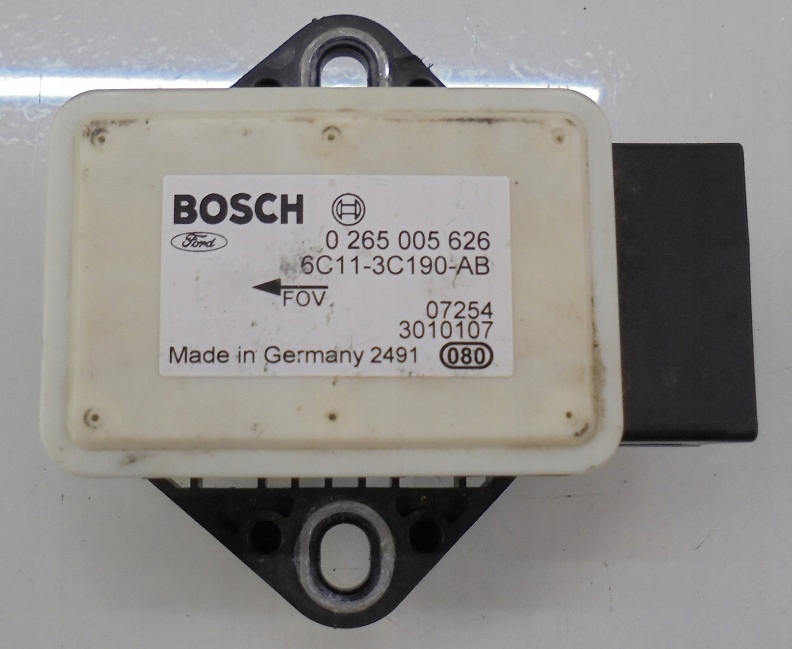 BOSCH
Ford
0 265 005 626
6C11-3C190-AB
FOV
07254
3010107
Made in Germany 2491 080